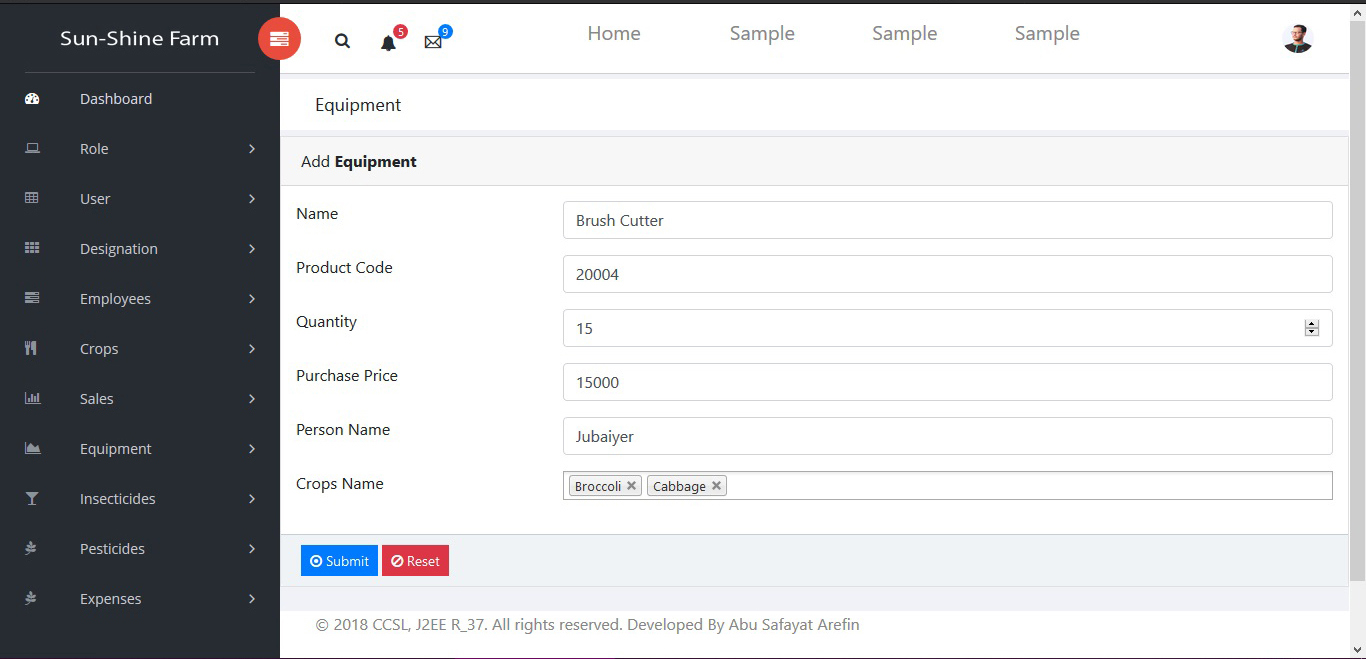 Sun-Shine Farm
5
9
Home Sample Sample Sample
Dashboard
Role
User
Designation
Employees
Crops
Sales
Equipment
Insecticides
Pesticides
Expenses
Equipment
Add Equipment
Name Brush Cutter
Product Code 20004
Quantity 15
Purchase Price 15000
Person Name Jubaiyer
Crops Name Broccoli Cabbage
Submit Reset
© 2018 CCSL, J2EE R_37. All rights reserved. Developed By Abu Safayat Arefin